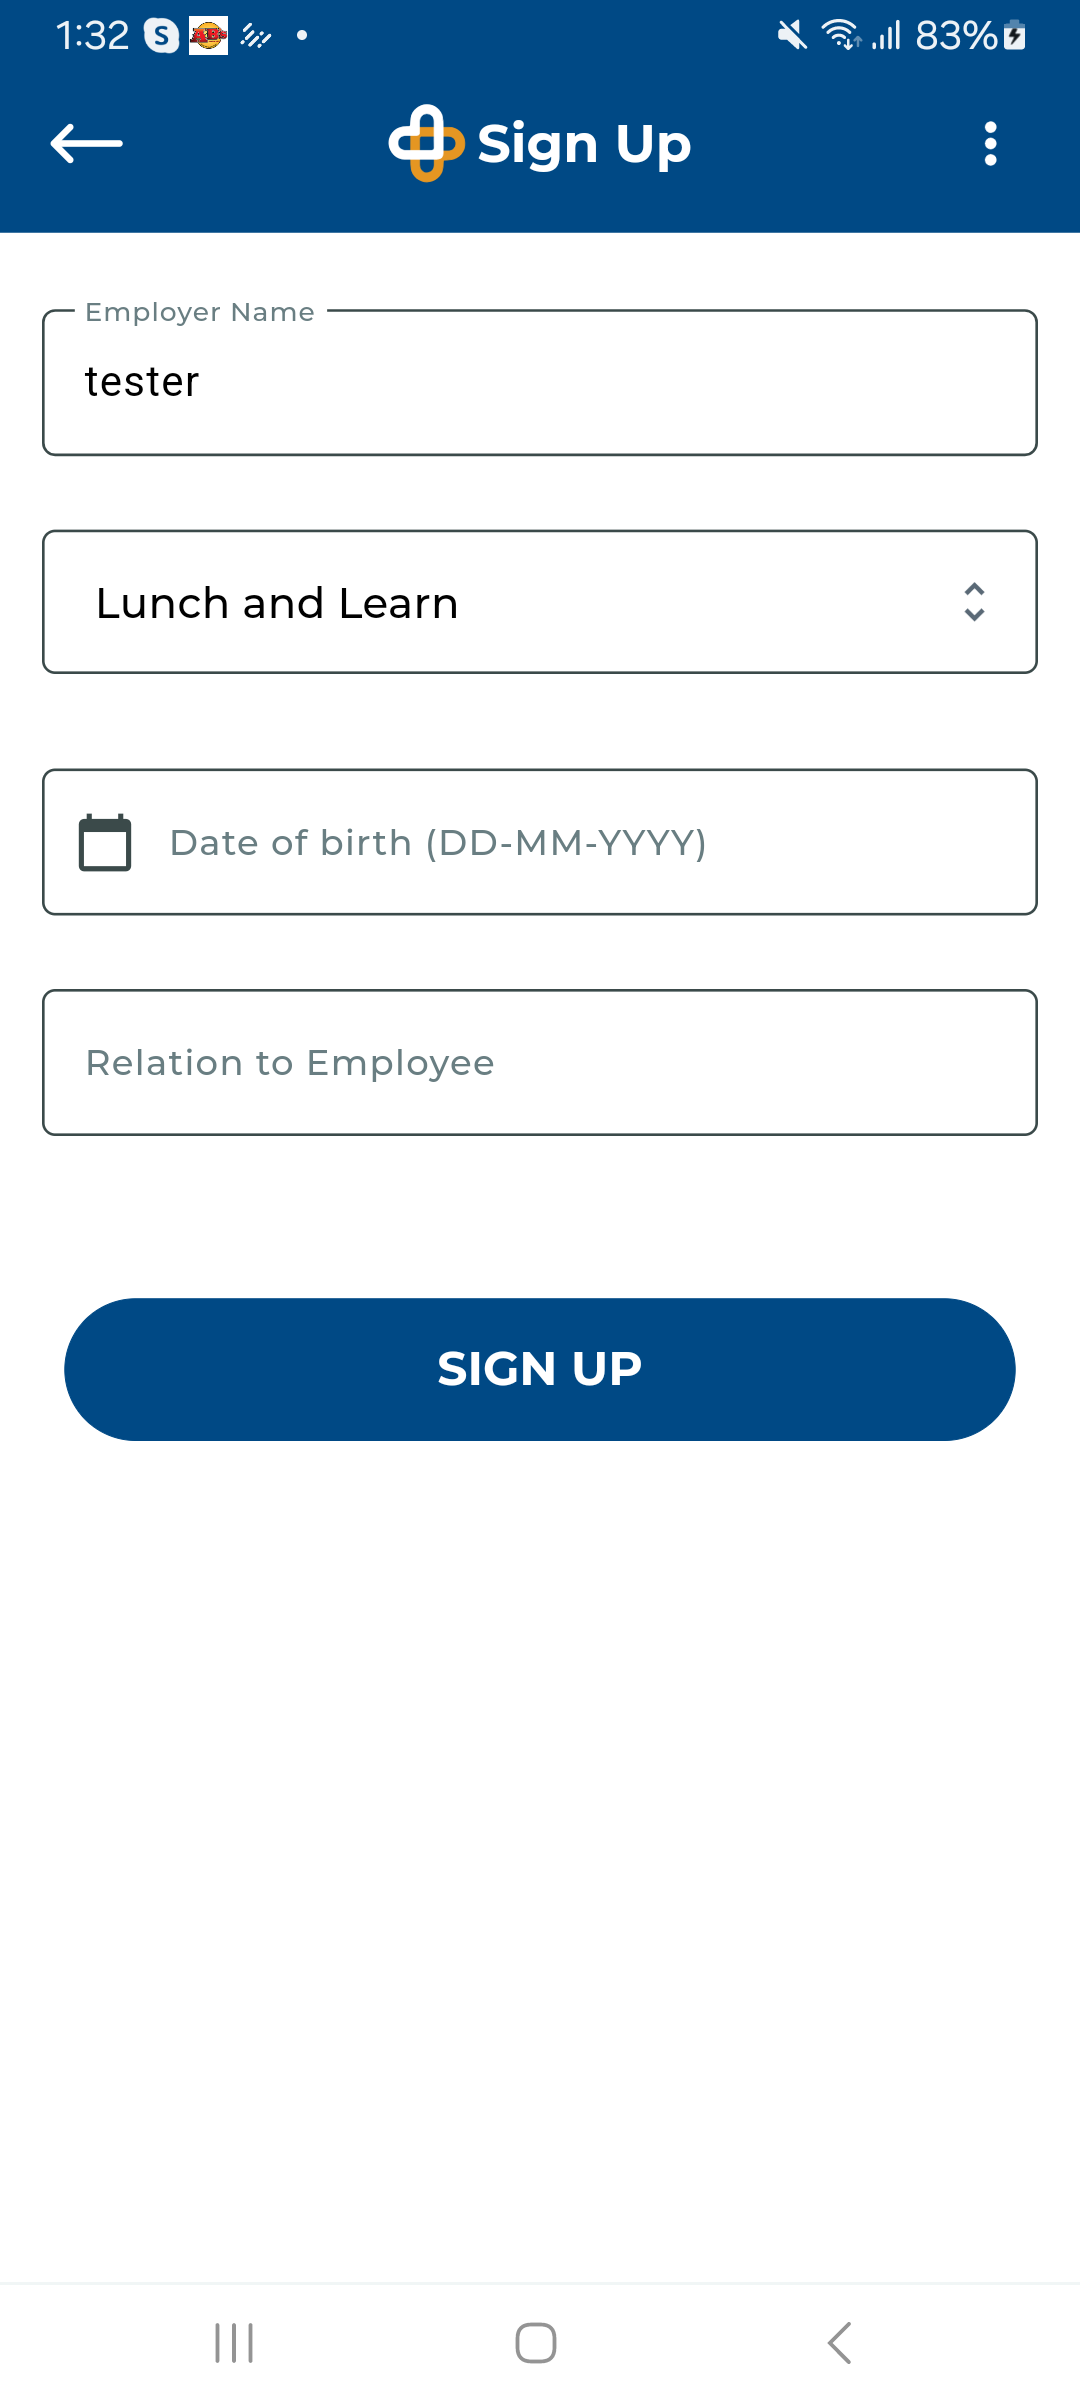 1:32 S ABs 83%
Sign Up
Employer Name
tester
Lunch and Learn
Date of birth (DD-MM-YYYY)
Relation to Employee
SIGN UP